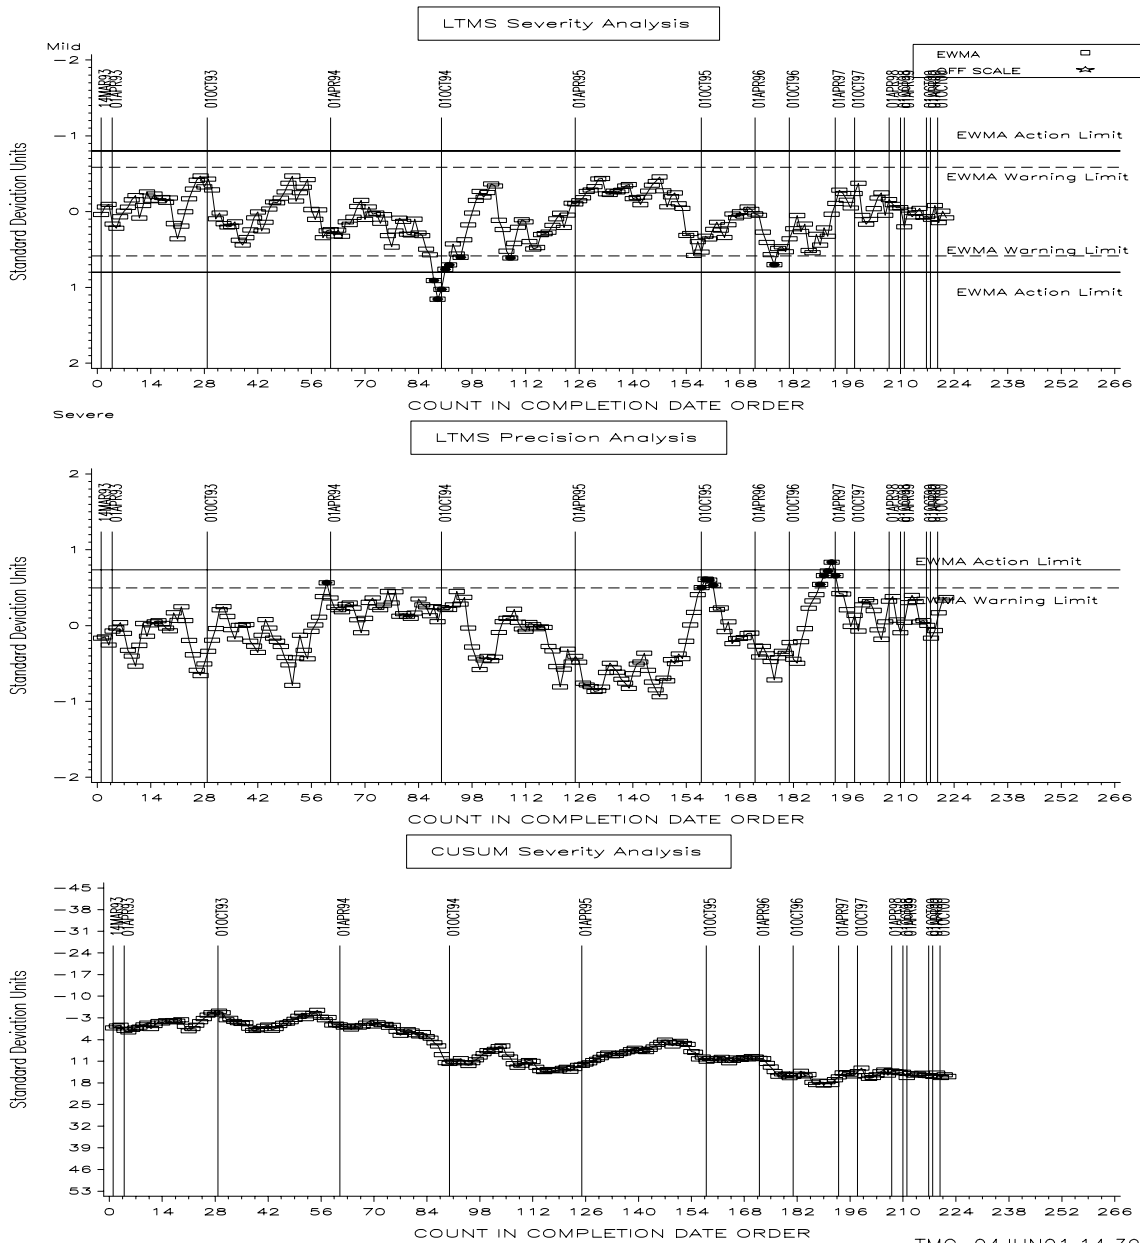 LTMS Severity Analysis
Mild
EWMA
OFF SCALE
14MAR93 01APR93 01OCT93 01APR94 01OCT94 01APR95 01OCT95 01APR96 01OCT96 01APR97 01OCT97 01APR98 01APR99 01OCT00
-2
-1
0
1
2
Standard Deviation Units
EWMA Action Limit
EWMA Warning Limit
EWMA Warning Limit
EWMA Action Limit
0 14 28 42 56 70 84 98 112 126 140 154 168 182 196 210 224 238 252 266
COUNT IN COMPLETION DATE ORDER
Severe
LTMS Precision Analysis
14MAR93 01APR93 01OCT93 01APR94 01OCT94 01APR95 01OCT95 01APR96 01OCT96 01APR97 01OCT97 01APR98 01APR99 01OCT00
2
1
0
-1
-2
Standard Deviation Units
EWMA Action Limit
EWMA Warning Limit
0 14 28 42 56 70 84 98 112 126 140 154 168 182 196 210 224 238 252 266
COUNT IN COMPLETION DATE ORDER
CUSUM Severity Analysis
14MAR93 01APR93 01OCT93 01APR94 01OCT94 01APR95 01OCT95 01APR96 01OCT96 01APR97 01OCT97 01APR98 01APR99 01OCT00
-45
-38
-31
-24
-17
-10
-3
4
11
18
25
32
39
46
53
Standard Deviation Units
0 14 28 42 56 70 84 98 112 126 140 154 168 182 196 210 224 238 252 266
COUNT IN COMPLETION DATE ORDER